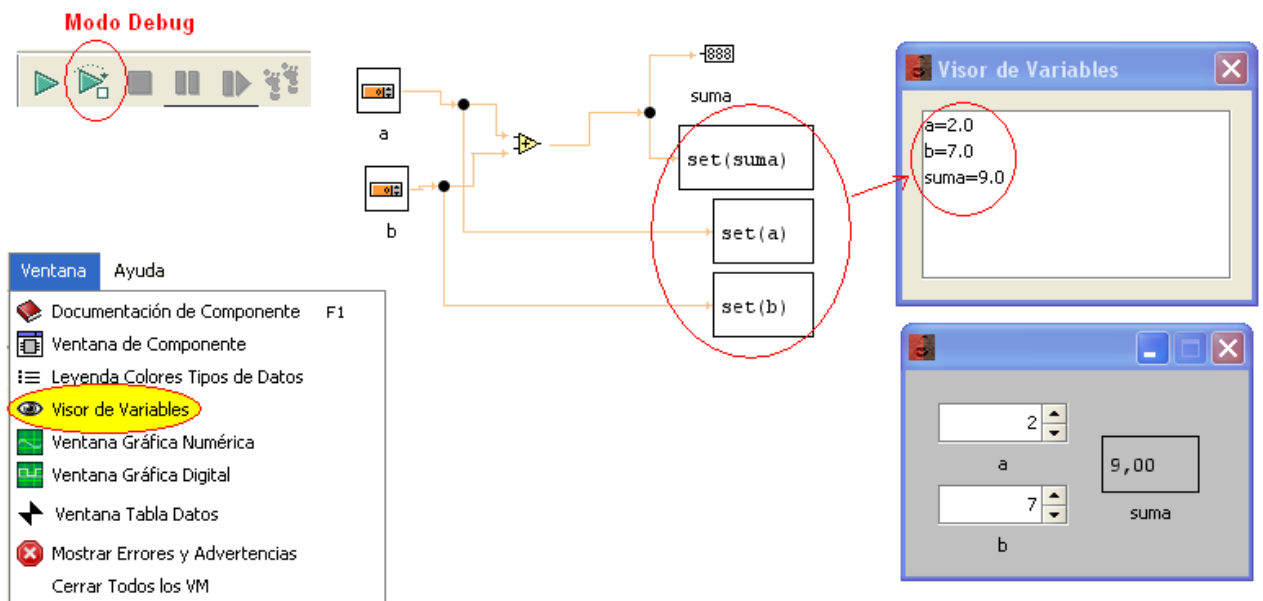 Modo Debug
888
suma
a
b
set(suma)
set(a)
set(b)
Visor de Variables
a=2.0
b=7.0
suma=9.0
Ventana Ayuda
Documentación de Componente F1
Ventana de Componente
Leyenda Colores Tipos de Datos
Visor de Variables
Ventana Gráfica Numérica
Ventana Gráfica Digital
Ventana Tabla Datos
Mostrar Errores y Advertencias
Cerrar Todos los VM
2
a
7
b
9,00
suma